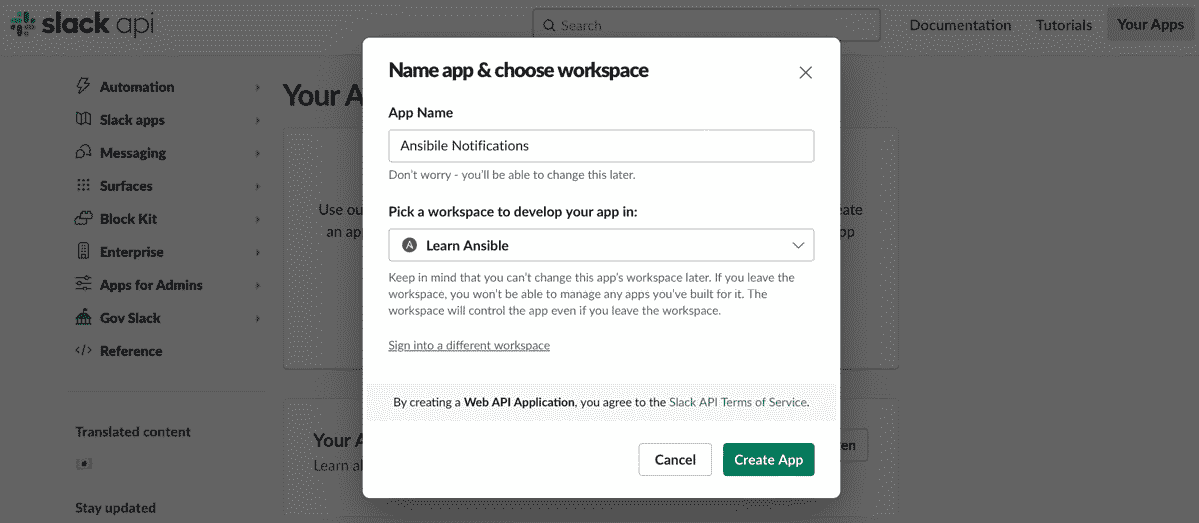 slack api
Search
Documentation
Tutorials
Your Apps
Automation
Slack apps
Messaging
Surfaces
Block Kit
Enterprise
Apps for Admins
Gov Slack
Reference
Translated content
Stay updated
Your A
Use ou
an ap
eate
pp
Your A
Learn al
en
Name app & choose workspace
App Name
Ansibile Notifications
Don't worry - you'll be able to change this later.
Pick a workspace to develop your app in:
A Learn Ansible
Keep in mind that you can't change this app's workspace later. If you leave the
workspace, you won't be able to manage any apps you've built for it. The
workspace will control the app even if you leave the workspace.
Sign into a different workspace
By creating a Web API Application, you agree to the Slack API Terms of Service.
Cancel
Create App